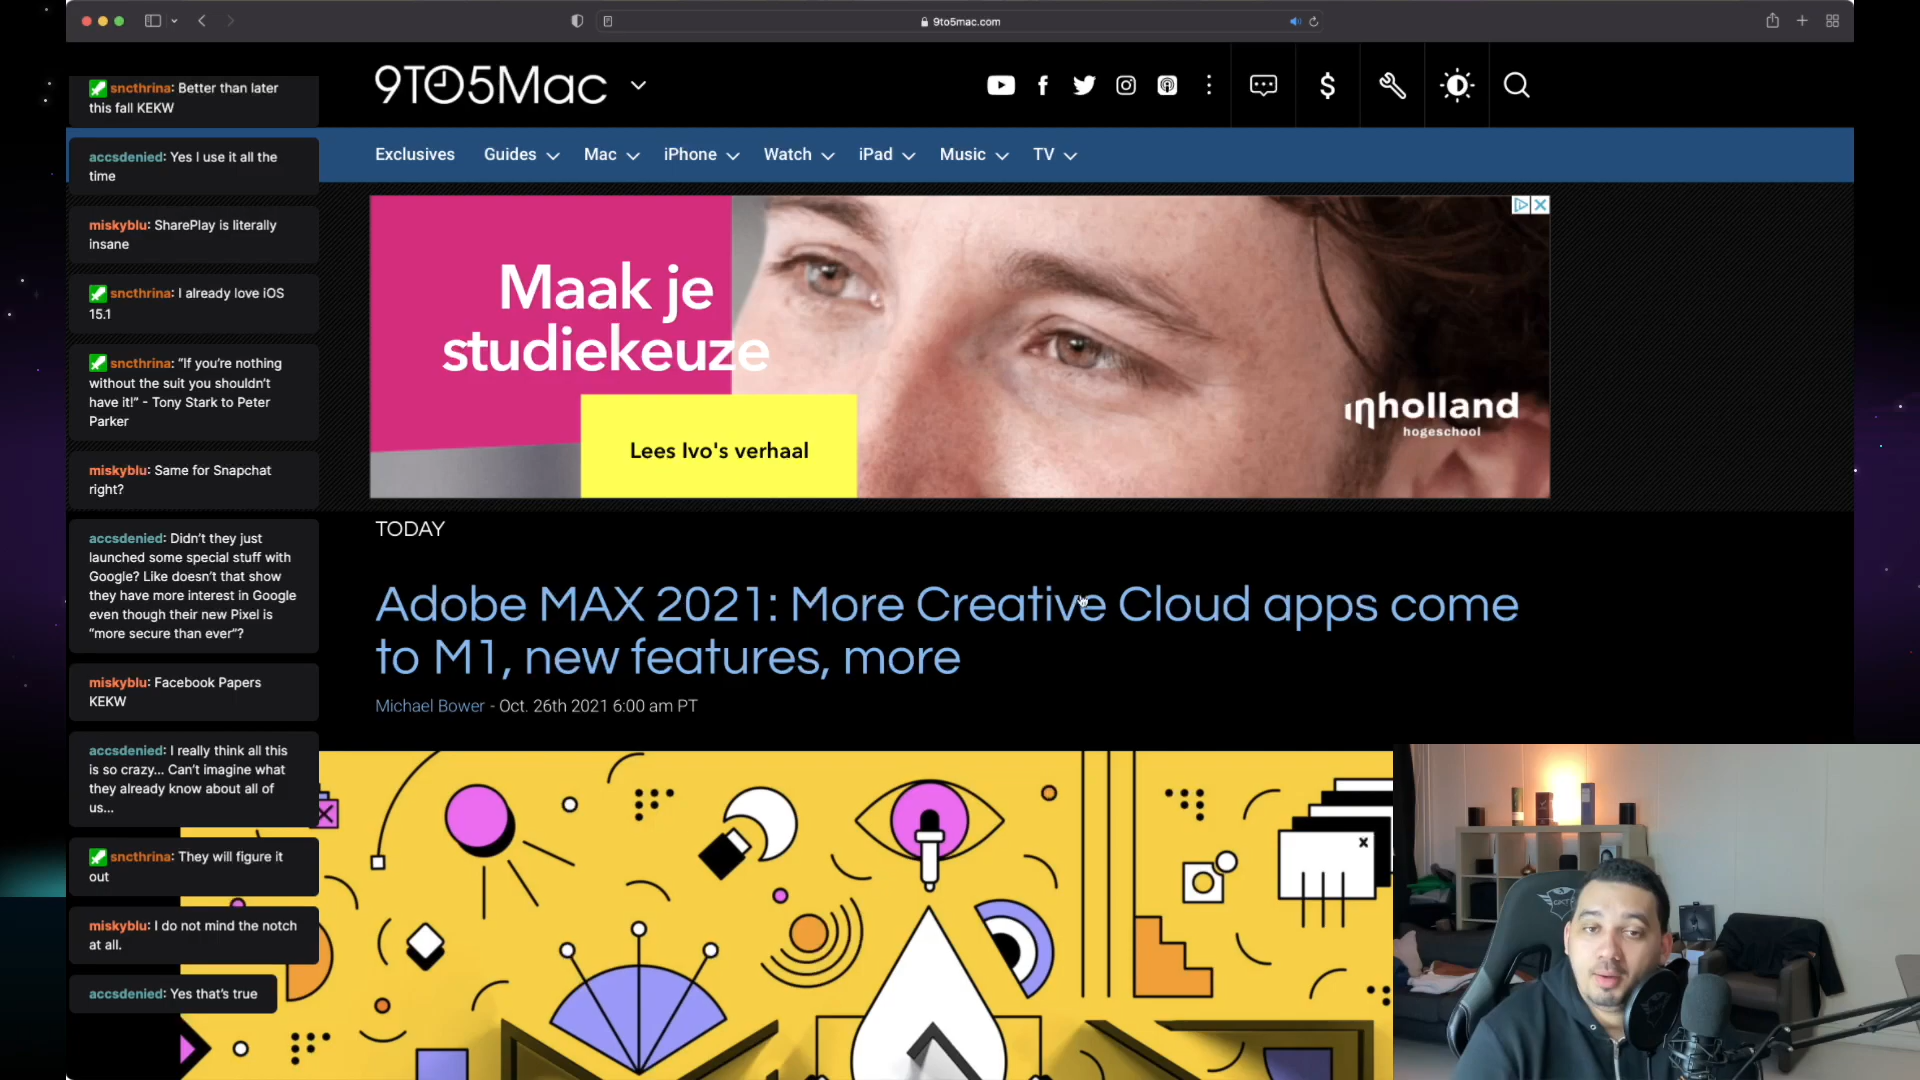 9to5mac.com
9TO5Mac
Exclusives Guides Mac iPhone Watch iPad Music TV
sncthrina: Better than later
this fall KEKW
accsdenied: Yes I use it all the
time
miskyblu: SharePlay is literally
insane
sncthrina: I already love iOS
15.1
sncthrina: "If you're nothing
without the suit you shouldn't
have it!" - Tony Stark to Peter
Parker
miskyblu: Same for Snapchat
right?
accsdenied: Didn't they just
launched some special stuff with
Google? Like doesn't that show
they have more interest in Google
even though their new Pixel is
"more secure than ever"?
miskyblu: Facebook Papers
KEKW
accsdenied: I really think all this
is so crazy... Can't imagine what
they already know about all of
us...
sncthrina: They will figure it
out
miskyblu: I do not mind the notch
at all.
accsdenied: Yes that's true
Maak je
studiekeuze
Lees Ivo's verhaal
inholland
hogeschool
TODAY
Adobe MAX 2021: More Creative Cloud apps come
to M1, new features, more
Michael Bower - Oct. 26th 2021 6:00 am PT